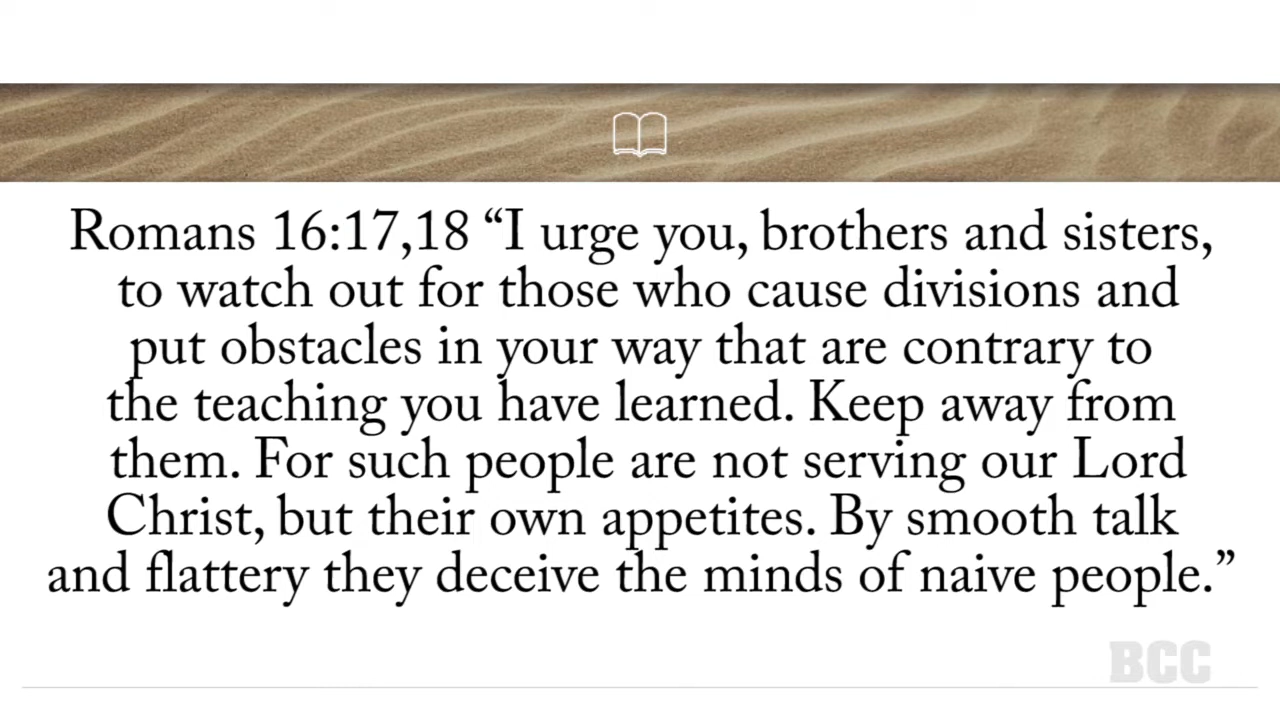 Romans 16:17,18 “I urge you, brothers and sisters,
to watch out for those who cause divisions and
put obstacles in your way that are contrary to
the teaching you have learned. Keep away from
them. For such people are not serving our Lord
Christ, but their own appetites. By smooth talk
and flattery they deceive the minds of naive people.”
BCC